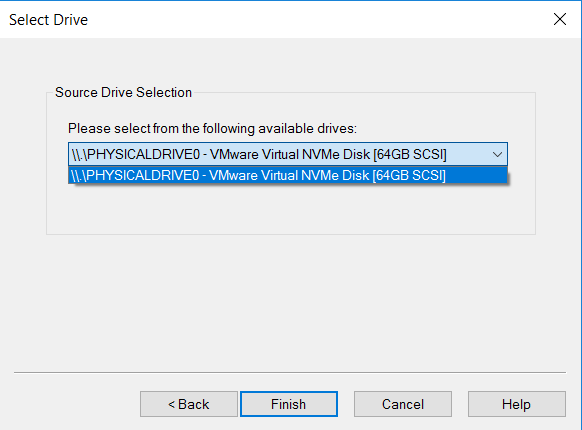 Select Drive
Source Drive Selection
Please select from the following available drives:
\\.\PHYSICALDRIVE0 - VMware Virtual NVMe Disk [64GB SCSI]
\\.\PHYSICALDRIVE0 - VMware Virtual NVMe Disk [64GB SCSI]
< Back Finish Cancel Help